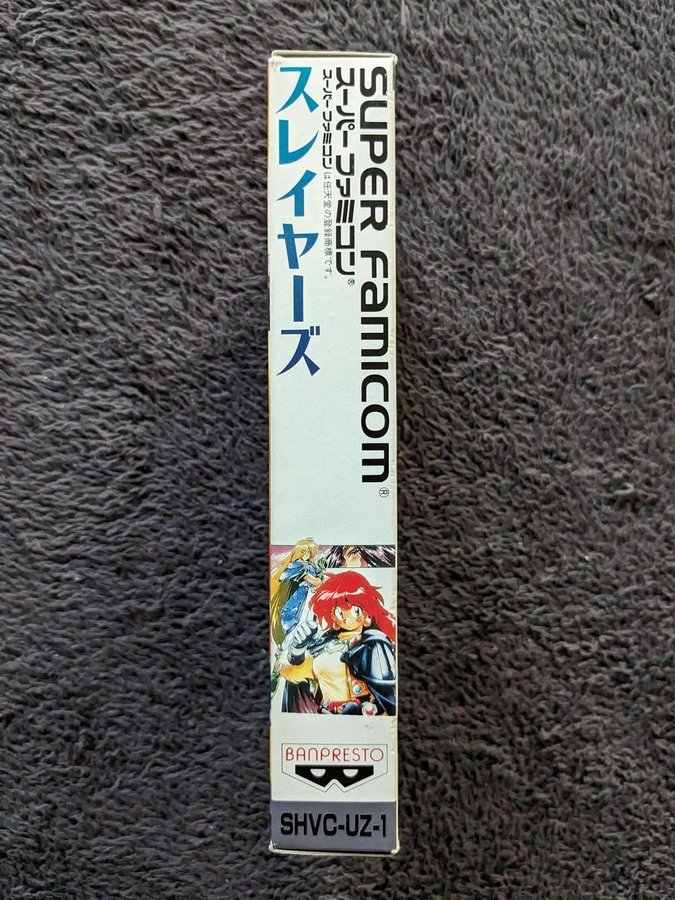 SUPER Famicom®
スーパーファミコン®
スーパーファミコンは任天堂の登録商標です。
スレイヤーズ
BANPRESTO
SHVC-UZ-1